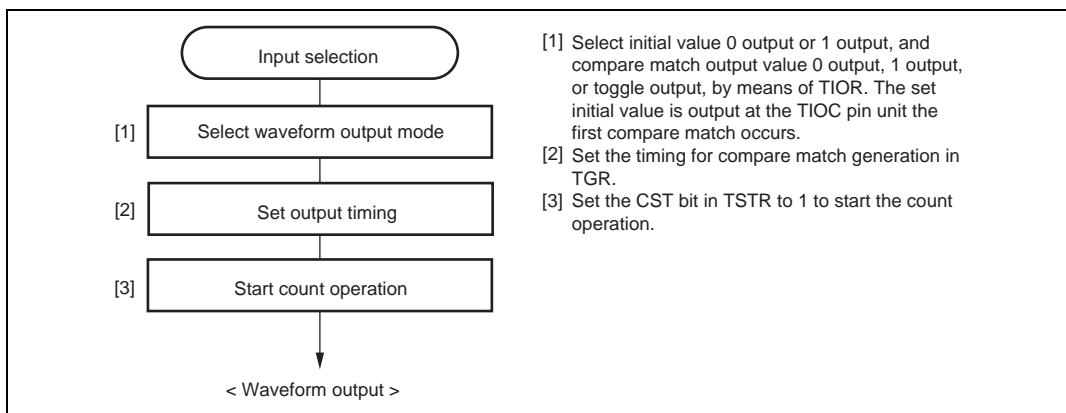 Input selection
[1] Select waveform output mode
[2] Set output timing
[3] Start count operation
< Waveform output >
[1] Select initial value 0 output or 1 output, and
compare match output value 0 output, 1 output,
or toggle output, by means of TIOR. The set
initial value is output at the TIOC pin unit the
first compare match occurs.
[2] Set the timing for compare match generation in
TGR.
[3] Set the CST bit in TSTR to 1 to start the count
operation.